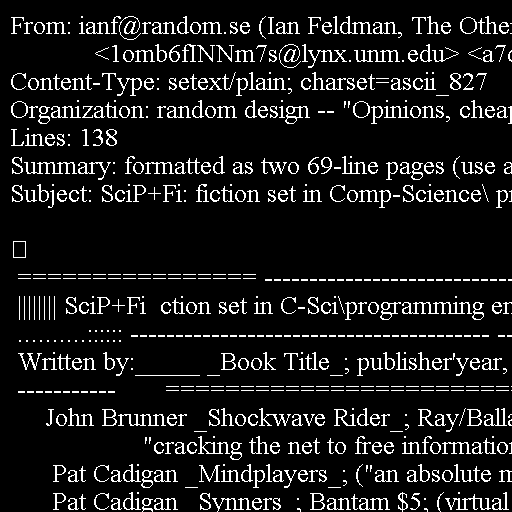 From: ianf@random.se (Ian Feldman, The Othe
<1omb6fINNm7s@lynx.unm.edu> <a7
Content-Type: setext/plain; charset=ascii_827
Organization: random design -- "Opinions, cheap
Lines: 138
Summary: formatted as two 69-line pages (use a
Subject: SciP+Fi: fiction set in Comp-Science\ p
================ ----------------------------
|||||||| SciP+Fi  ction set in C-Sci\programming en
..........:::::: ---------------------------------------- --
Written by:_____ _Book Title_; publisher'year,
----------- ========================
John Brunner _Shockwave Rider_; Ray/Balla
"cracking the net to free information
Pat Cadigan _Mindplayers_; ("an absolute m
Pat Cadigan _Synners_; Bantam $5; (virtual